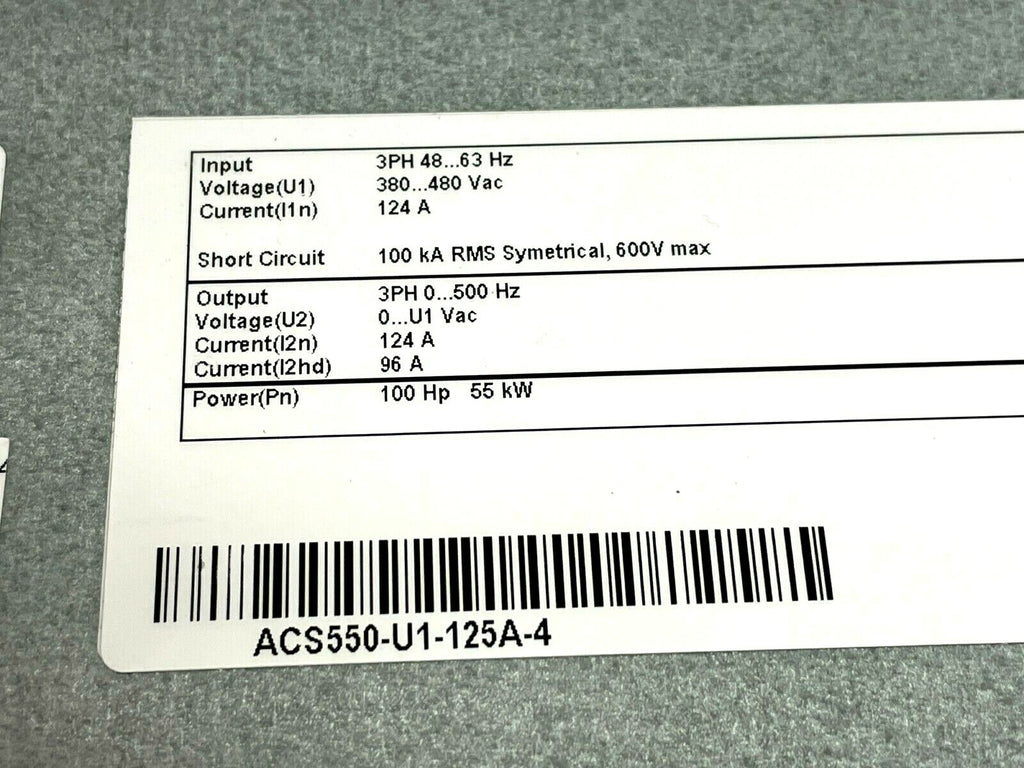 Input 3PH 48...63 Hz
Voltage(U1) 380...480 Vac
Current(I1n) 124 A
Short Circuit 100 kA RMS Symetrical, 600V max
Output 3PH 0...500 Hz
Voltage(U2) 0...U1 Vac
Current(I2n) 124 A
Current(I2hd) 96 A
Power(Pn) 100 Hp 55 kW
ACS550-U1-125A-4